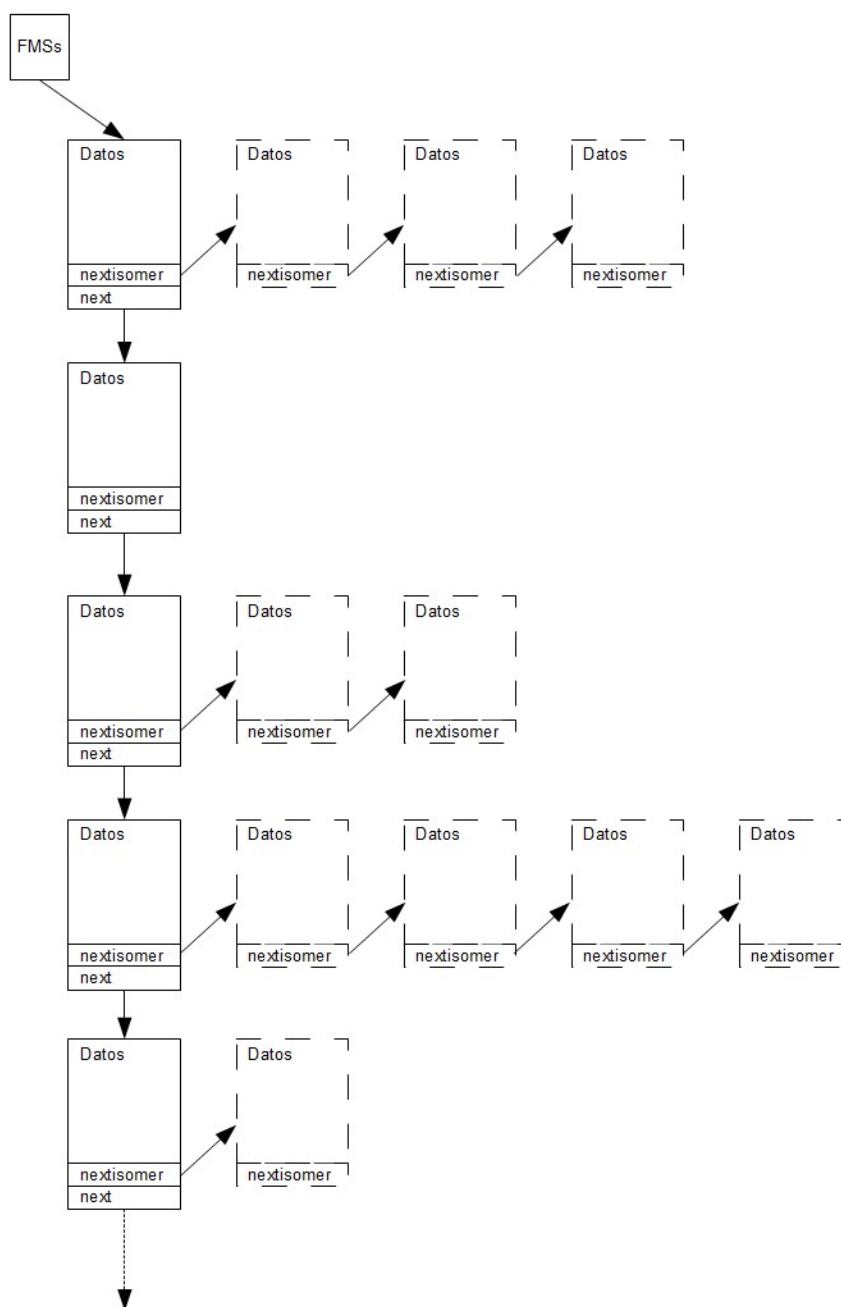 FMSs
Datos Datos Datos Datos
nextisomer nextisomer nextisomer nextisomer
next
Datos
nextisomer
next
Datos Datos Datos
nextisomer nextisomer nextisomer
next
Datos Datos Datos Datos Datos
nextisomer nextisomer nextisomer nextisomer nextisomer
next
Datos Datos
nextisomer nextisomer
next